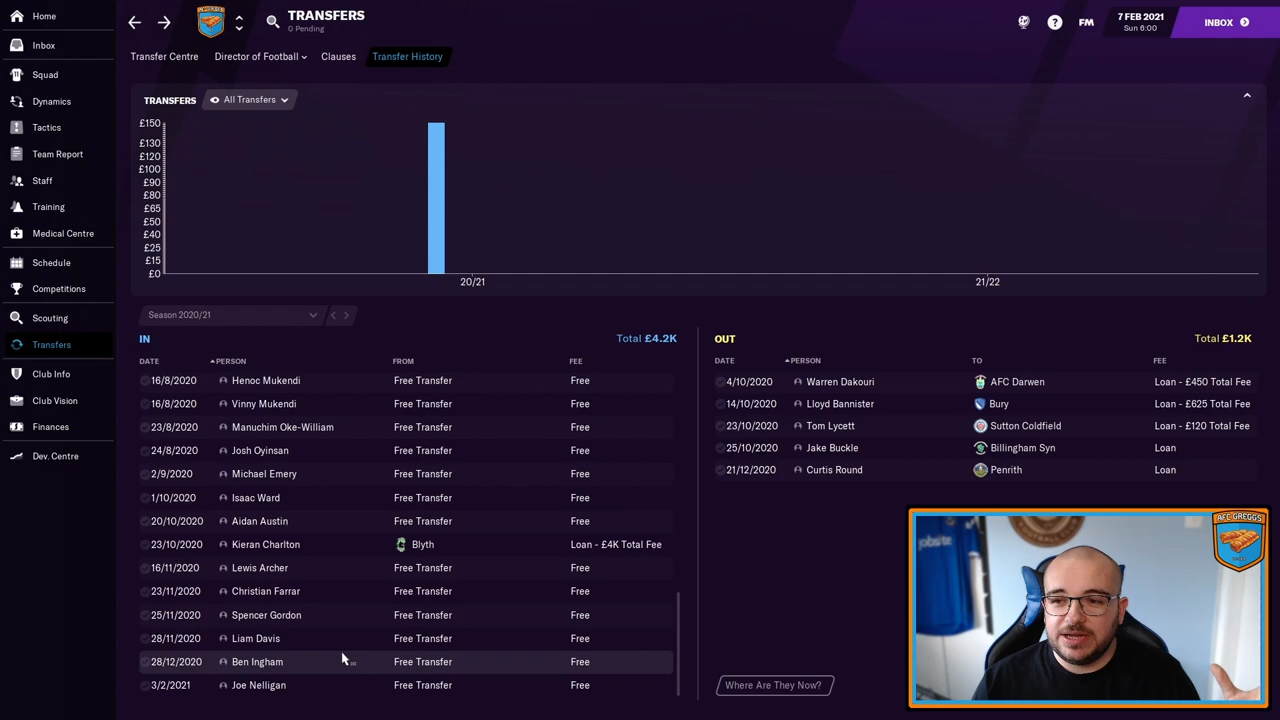 Home
Inbox
Squad
Dynamics
Tactics
Team Report
Staff
Training
Medical Centre
Schedule
Competitions
Scouting
Transfers
Club Info
Club Vision
Finances
Dev. Centre
TRANSFERS
0 Pending
FM
7 FEB 2021
Sun 6:00
INBOX
Transfer Centre
Director of Football
Clauses
Transfer History
TRANSFERS
All Transfers
£150
£130
£120
£100
£90
£80
£65
£50
£40
£25
£15
£0
20/21
21/22
Season 2020/21
IN
Total £4.2K
DATE PERSON FROM FEE
16/8/2020 Henoc Mukendi Free Transfer Free
16/8/2020 Vinny Mukendi Free Transfer Free
23/8/2020 Manuchim Oke-William Free Transfer Free
24/8/2020 Josh Oyinsan Free Transfer Free
2/9/2020 Michael Emery Free Transfer Free
1/10/2020 Isaac Ward Free Transfer Free
20/10/2020 Aidan Austin Free Transfer Free
23/10/2020 Kieran Charlton Blyth Loan - £4K Total Fee
16/11/2020 Lewis Archer Free Transfer Free
23/11/2020 Christian Farrar Free Transfer Free
25/11/2020 Spencer Gordon Free Transfer Free
28/11/2020 Liam Davis Free Transfer Free
28/12/2020 Ben Ingham Free Transfer Free
3/2/2021 Joe Nelligan Free Transfer Free
OUT
Total £1.2K
DATE PERSON TO FEE
4/10/2020 Warren Dakouri AFC Darwen Loan - £450 Total Fee
14/10/2020 Lloyd Bannister Bury Loan - £625 Total Fee
23/10/2020 Tom Lycett Sutton Coldfield Loan - £120 Total Fee
25/10/2020 Jake Buckle Billingham Syn Loan
21/12/2020 Curtis Round Penrith Loan
Where Are They Now?
AFC GREGGS
jobsite